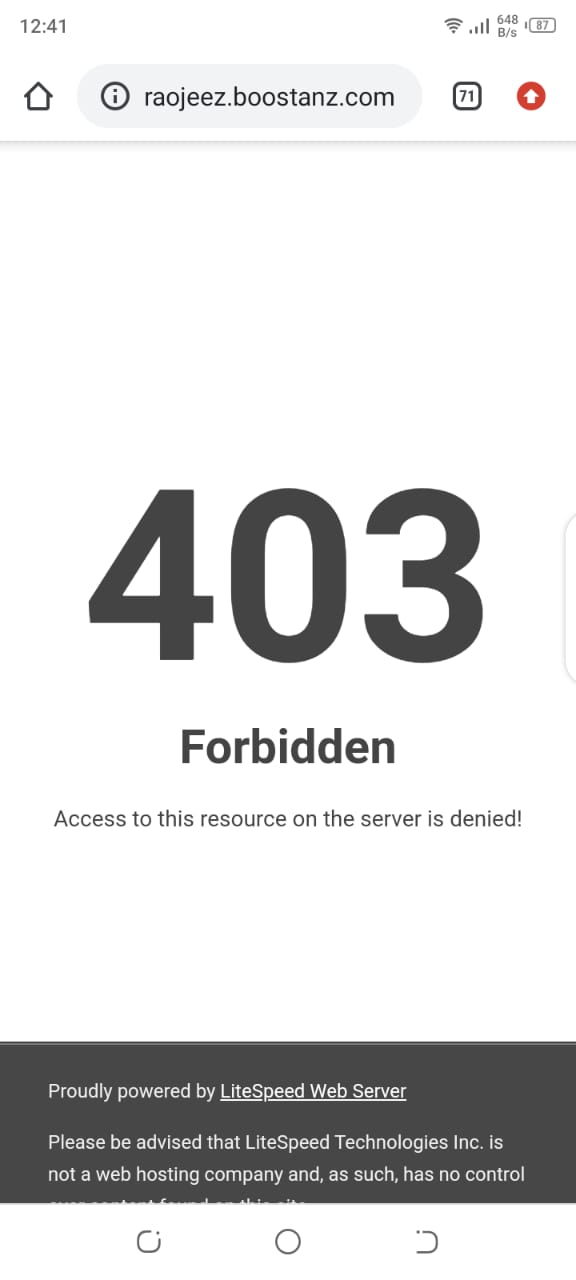 12:41
648
B/s
87
raojeez.boostanz.com
71
403
Forbidden
Access to this resource on the server is denied!
Proudly powered by LiteSpeed Web Server
Please be advised that LiteSpeed Technologies Inc. is
not a web hosting company and, as such, has no control